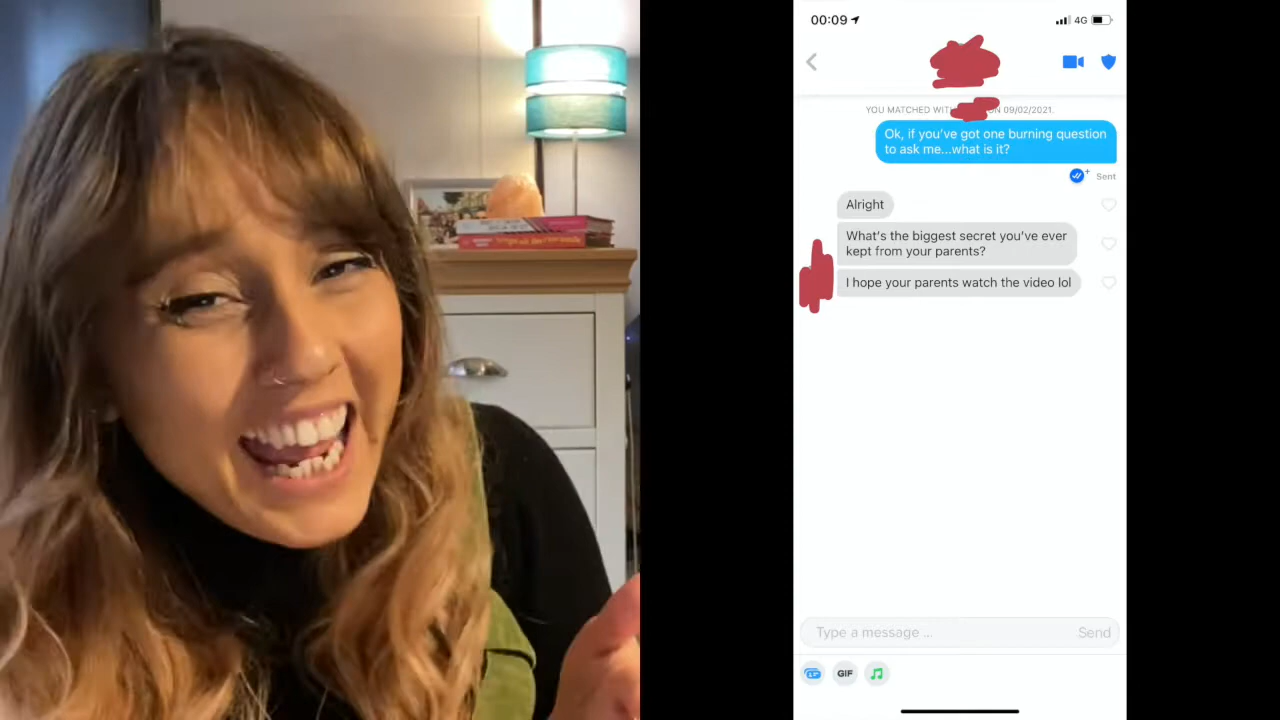 00:09
4G
YOU MATCHED WITH ON 09/02/2021.
Ok, if you've got one burning question
to ask me...what is it?
Sent
Alright
What's the biggest secret you've ever
kept from your parents?
I hope your parents watch the video lol
Type a message ...
Send
GIF